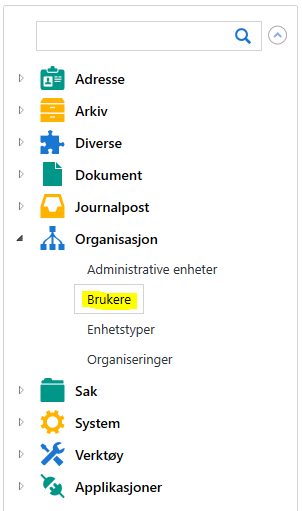 Adresse
Arkiv
Diverse
Dokument
Journalpost
Organisasjon
Administrative enheter
Brukere
Enhetstyper
Organiseringer
Sak
System
Verktøy
Applikasjoner